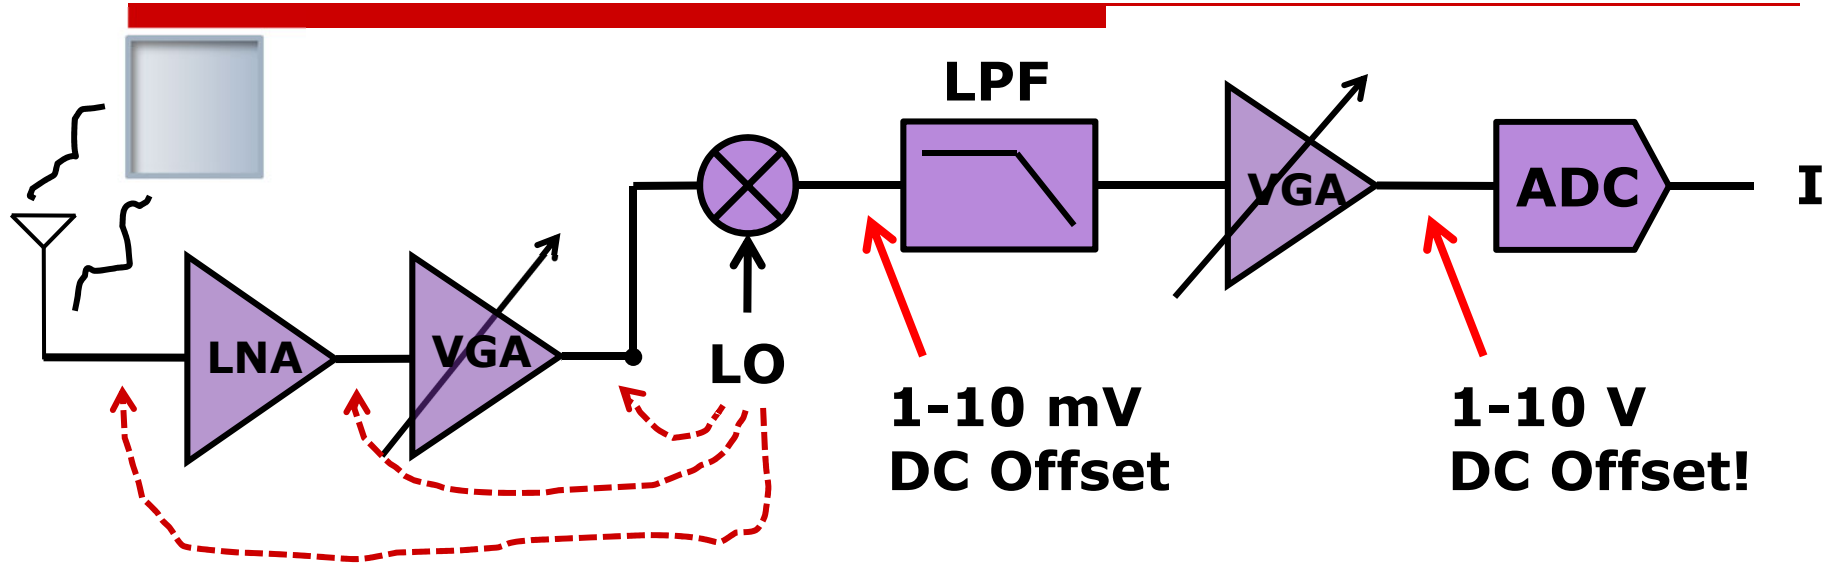 LPF
VGA
ADC
I
LNA
VGA
LO
1-10 mV
DC Offset
1-10 V
DC Offset!